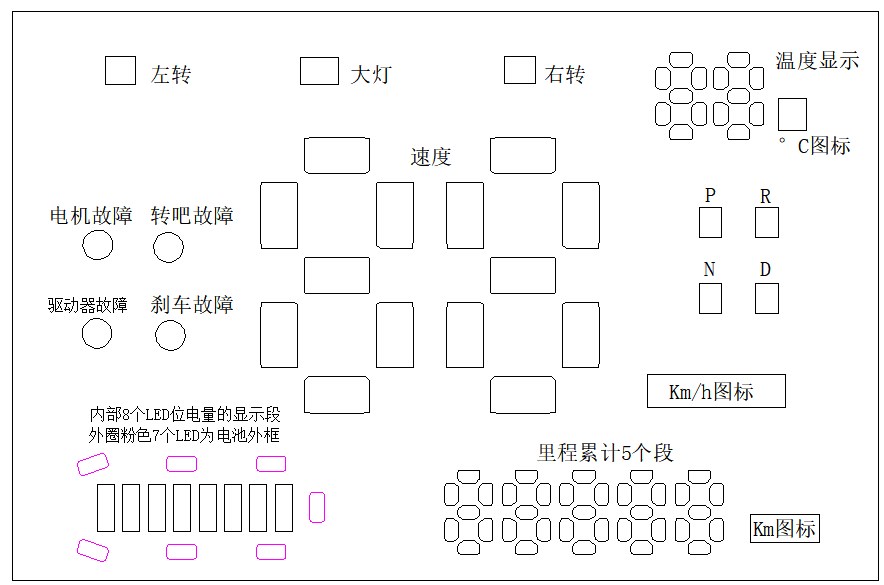 左转
大灯
右转
温度显示
°C图标
速度
P
R
电机故障
转吧故障
N
D
驱动器故障
刹车故障
Km/h图标
内部8个LED位电量的显示段
外圈粉色7个LED为电池外框
里程累计5个段
Km图标